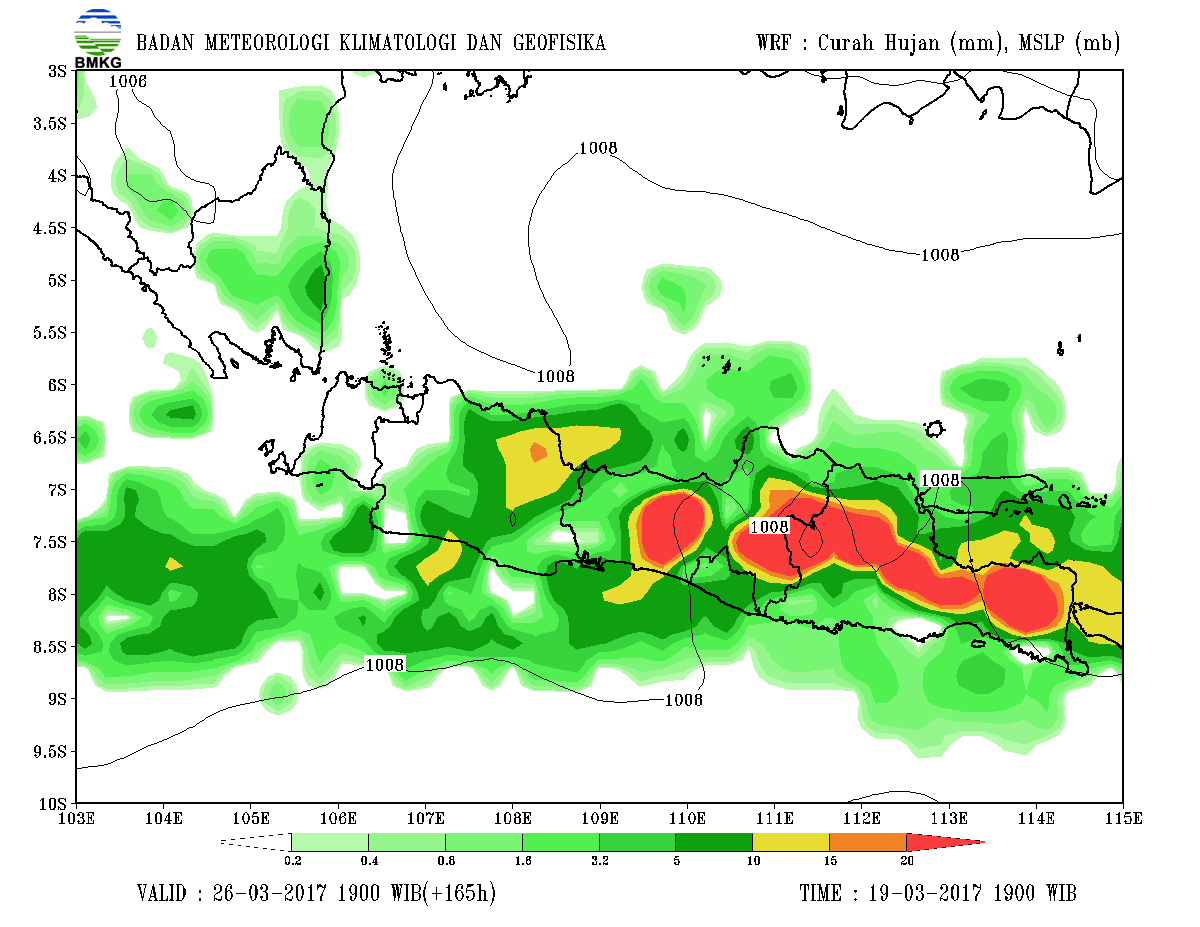 BMKG
BADAN METEOROLOGI KLIMATOLOGI DAN GEOFISIKA
WRF : Curah Hujan (mm), MSLP (mb)
3S
3.5S
4S
4.5S
5S
5.5S
6S
6.5S
7S
7.5S
8S
8.5S
9S
9.5S
10S
1006
1008
1008
1008
1008
1008
1008
1008
103E 104E 105E 106E 107E 108E 109E 110E 111E 112E 113E 114E 115E
0.2 0.4 0.8 1.6 3.2 5 10 15 20
VALID : 26-03-2017 1900 WIB(+165h)
TIME : 19-03-2017 1900 WIB